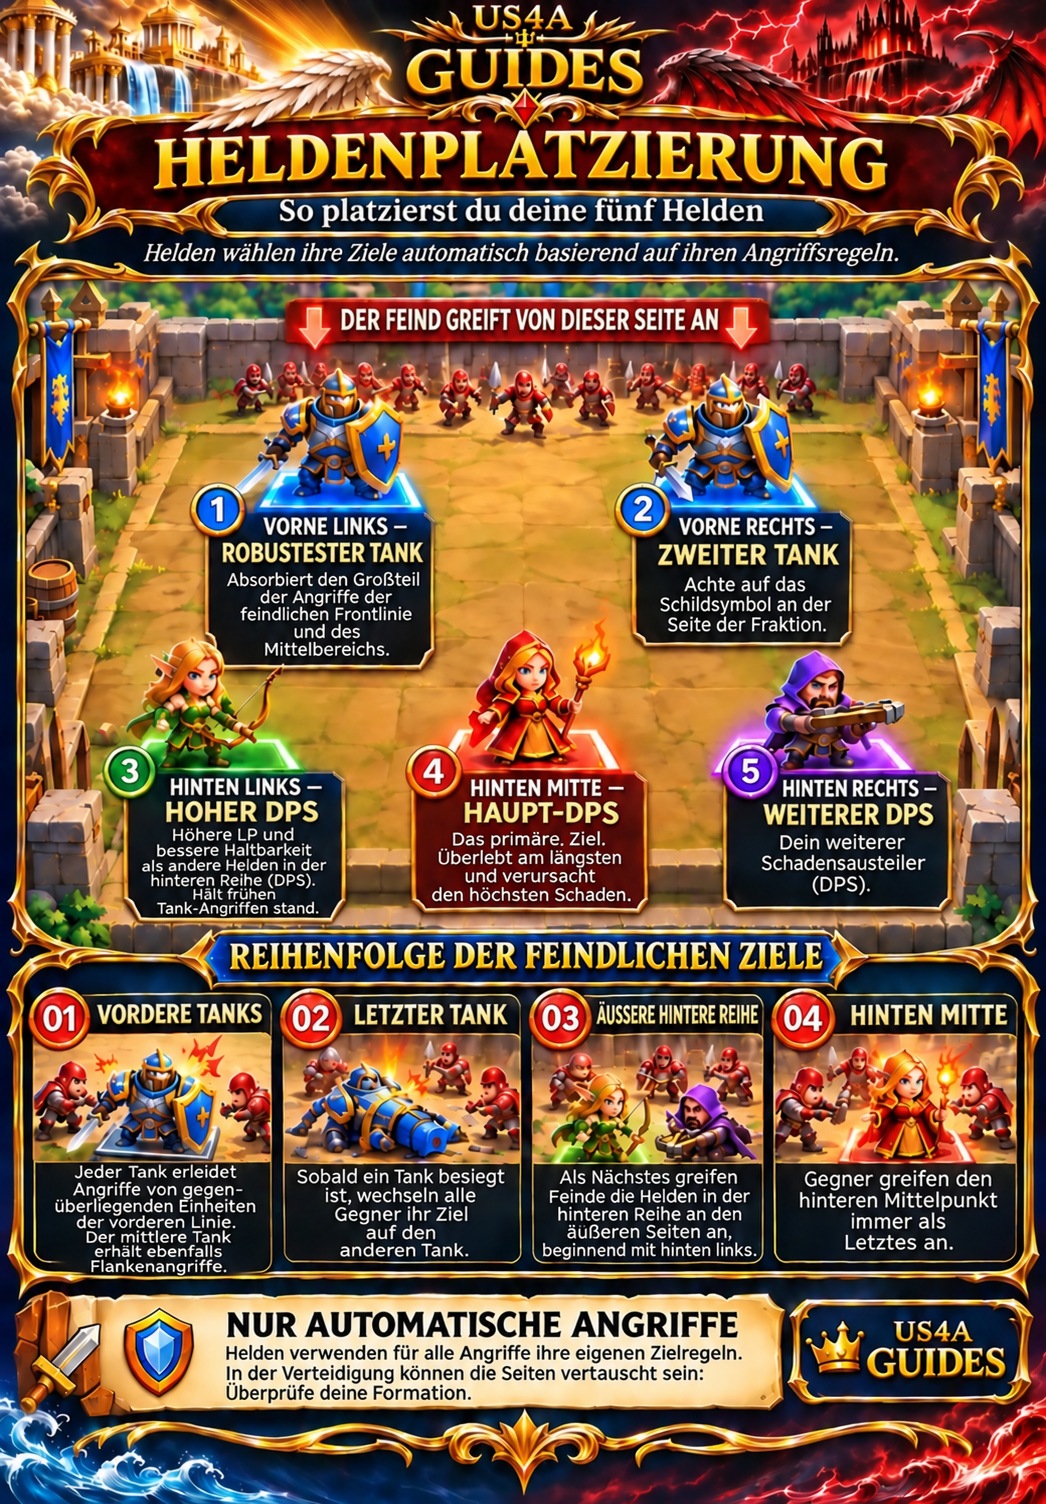 US4A
GUIDES
HELDENPLATZIERUNG
So platzierst du deine fünf Helden
Helden wählen ihre Ziele automatisch basierend auf ihren Angriffsregeln.
DER FEIND GREIFT VON DIESER SEITE AN
1
VORNE LINKS –
ROBUSTESTER TANK
Absorbiert den Großteil
der Angriffe der
feindlichen Frontlinie
und des
Mittelbereichs.
2
VORNE RECHTS –
ZWEITER TANK
Achte auf das
Schildsymbol an der
Seite der Fraktion.
3
HINTEN LINKS –
HOHER DPS
Höhere LP und
bessere Haltbarkeit
als andere Helden in der
hinteren Reihe (DPS).
Hält frühen
Tank-Angriffen stand.
4
HINTEN MITTE –
HAUPT-DPS
Das primäre. Ziel.
Überlebt am längsten
und verursacht
den höchsten Schaden.
5
HINTEN RECHTS –
WEITERER DPS
Dein weiterer
Schadensausteiler
(DPS).
REIHENFOLGE DER FEINDLICHEN ZIELE
01 VORDERE TANKS
Jeder Tank erleidet
Angriffe von gegen-
überliegenden Einheiten
der vorderen Linie.
Der mittlere Tank
erhält ebenfalls
Flankenangriffe.
02 LETZTER TANK
Sobald ein Tank besiegt
ist, wechseln alle
Gegner ihr Ziel
auf den
anderen Tank.
03 ÄUSSERE HINTERE REIHE
Als Nächstes greifen
Feinde die Helden in der
hinteren Reihe an den
äüßeren Seiten an,
beginnend mit hinten links.
04 HINTEN MITTE
Gegner greifen den
hinteren Mittelpunkt
immer als
Letztes an.
NUR AUTOMATISCHE ANGRIFFE
Helden verwenden für alle Angriffe ihre eigenen Zielregeln.
In der Verteidigung können die Seiten vertauscht sein:
Überprüfe deine Formation.
US4A
GUIDES